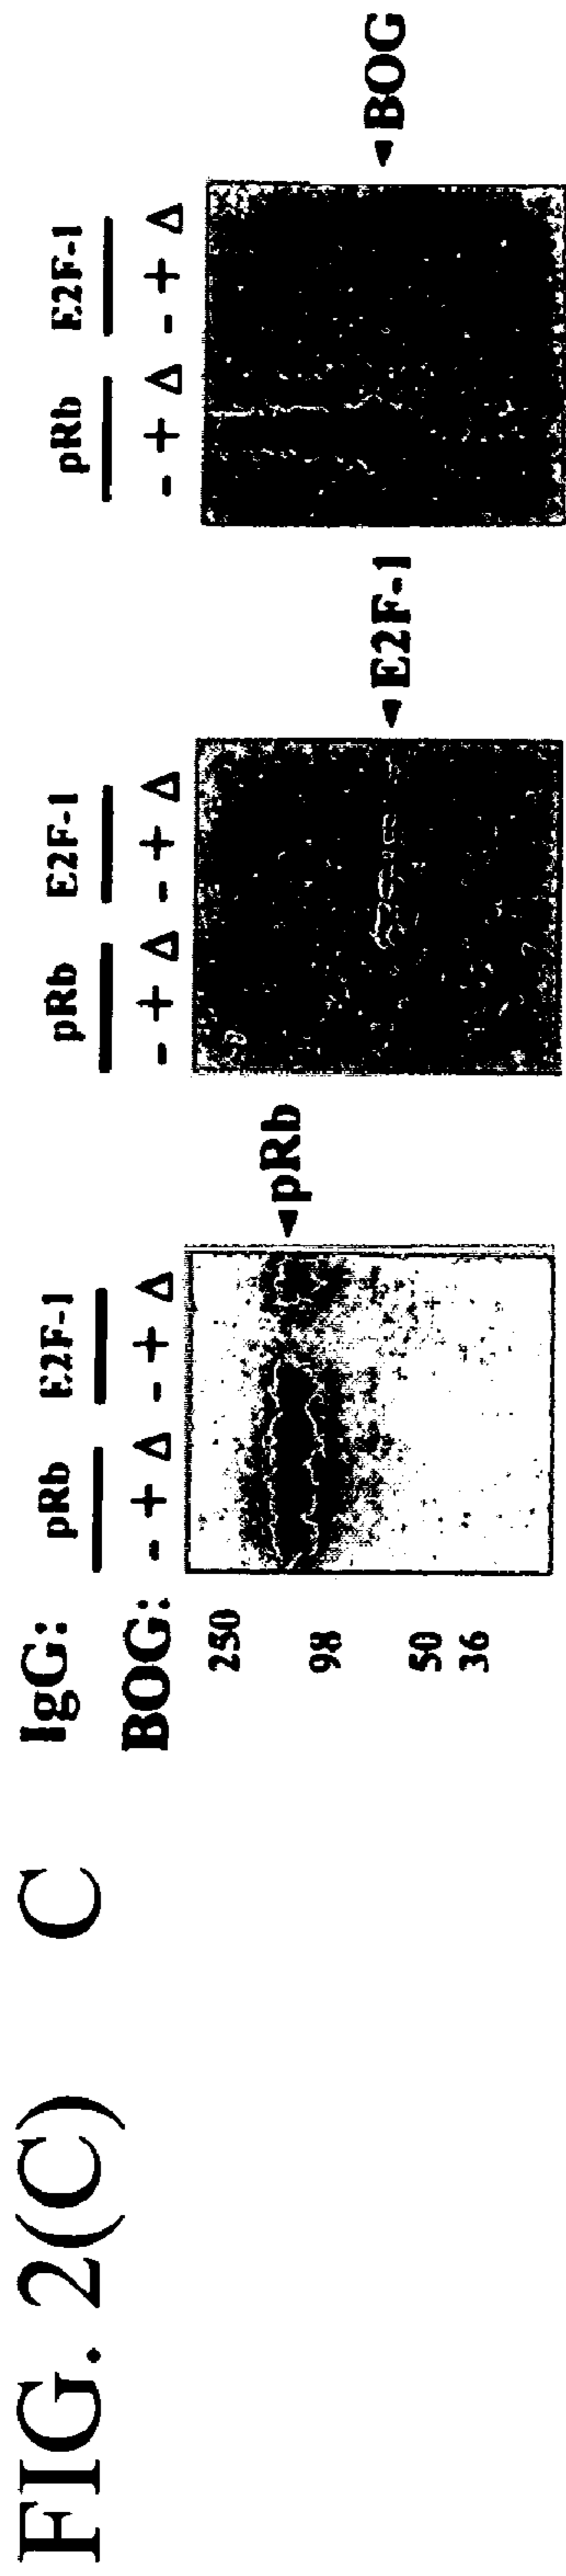 FIG. 2(C)
C
IgG: pRb E2F-1 pRb E2F-1 pRb E2F-1
BOG: - + Δ - + Δ - + Δ - + Δ - + Δ - + Δ
250
98
50
36
◄pRb
◄E2F-1
◄BOG